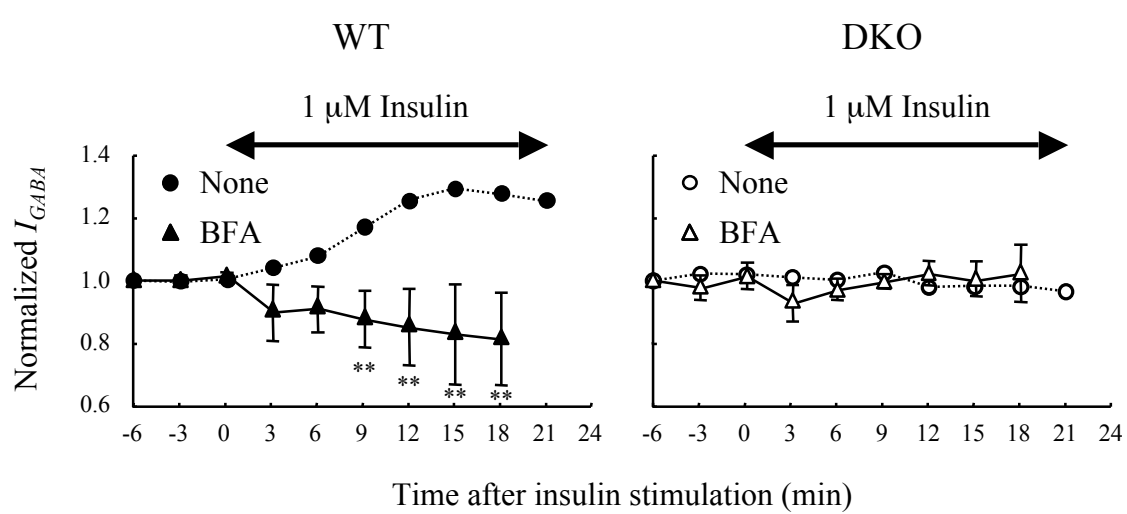 WT
DKO
1 μM Insulin
1 μM Insulin
Normalized I_GABA
1.4
1.2
1.0
0.8
0.6
None
BFA
None
BFA
** ** ** **
-6 -3 0 3 6 9 12 15 18 21 24
-6 -3 0 3 6 9 12 15 18 21 24
Time after insulin stimulation (min)